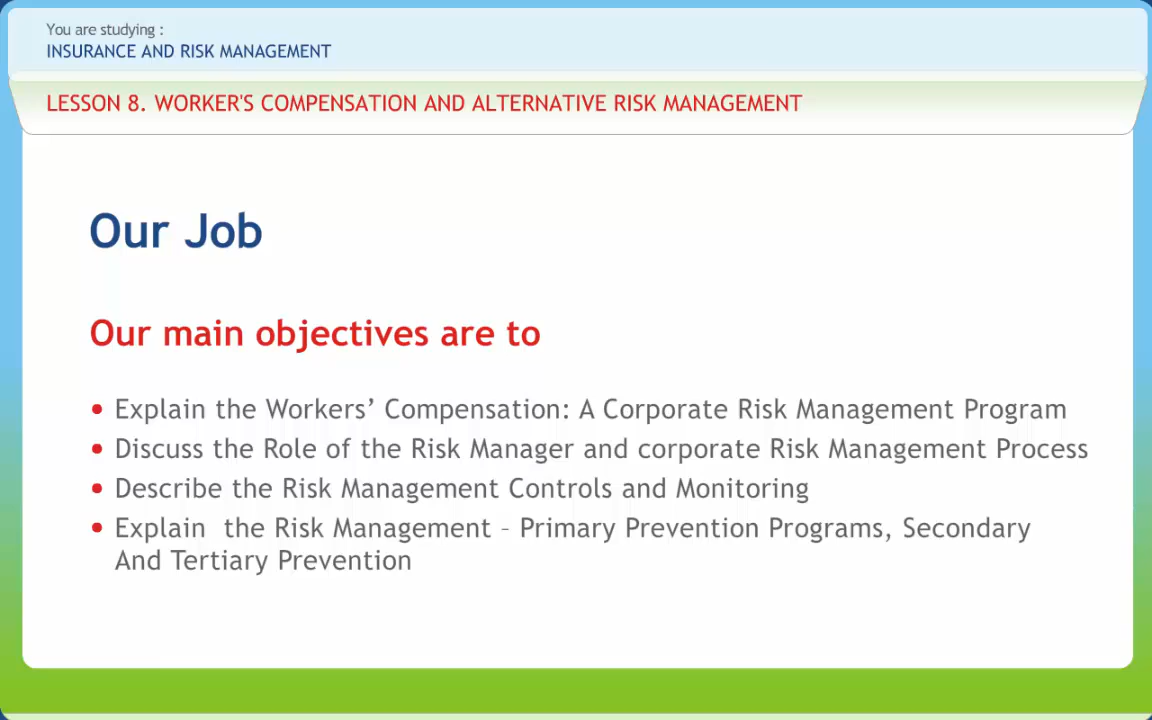 You are studying :
INSURANCE AND RISK MANAGEMENT
LESSON 8. WORKER'S COMPENSATION AND ALTERNATIVE RISK MANAGEMENT
Our Job
Our main objectives are to
• Explain the Workers’ Compensation: A Corporate Risk Management Program
• Discuss the Role of the Risk Manager and corporate Risk Management Process
• Describe the Risk Management Controls and Monitoring
• Explain  the Risk Management – Primary Prevention Programs, Secondary
And Tertiary Prevention